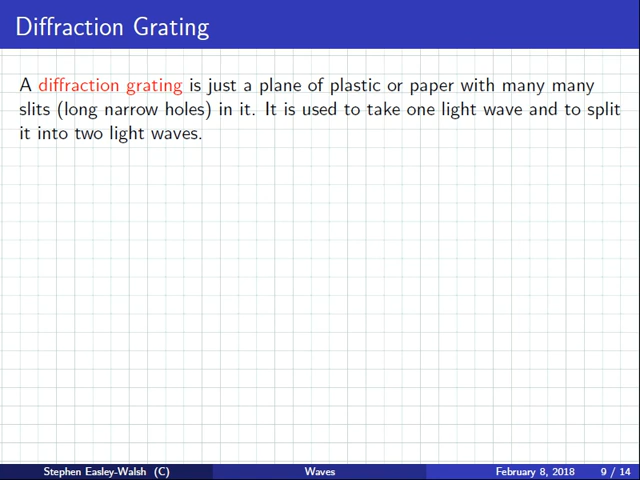 Diffraction Grating
A diffraction grating is just a plane of plastic or paper with many many
slits (long narrow holes) in it. It is used to take one light wave and to split
it into two light waves.
Stephen Easley-Walsh (C) Waves February 8, 2018 9 / 14